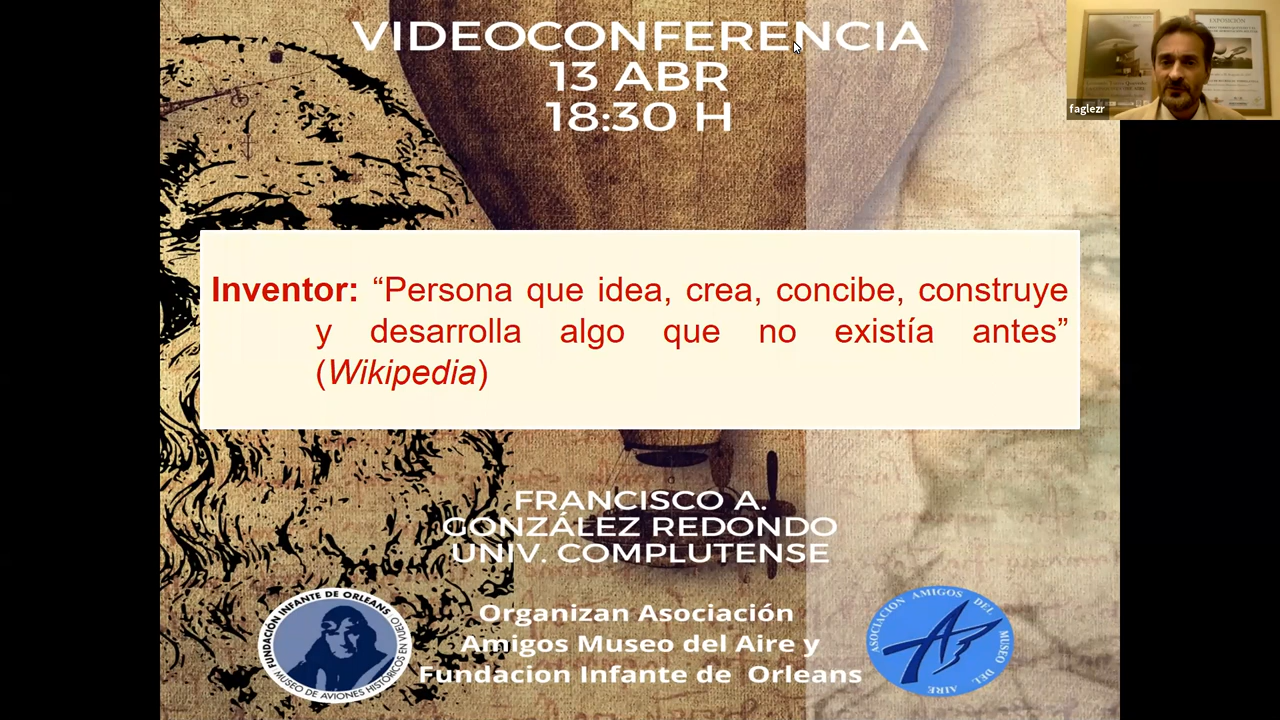 VIDEOCONFERENCIA
13 ABR
18:30 H
faglezr
EXPOSICIÓN
Inventor: “Persona que idea, crea, concibe, construye
y desarrolla algo que no existía antes”
(Wikipedia)
FRANCISCO A.
GONZÁLEZ REDONDO
UNIV. COMPLUTENSE
Organizan Asociación
Amigos Museo del Aire y
Fundacion Infante de Orleans
FUNDACIÓN INFANTE DE ORLEANS
MUSEO DE AVIONES HISTÓRICOS EN VUELO
ASOCIACION AMIGOS DEL MUSEO DEL AIRE